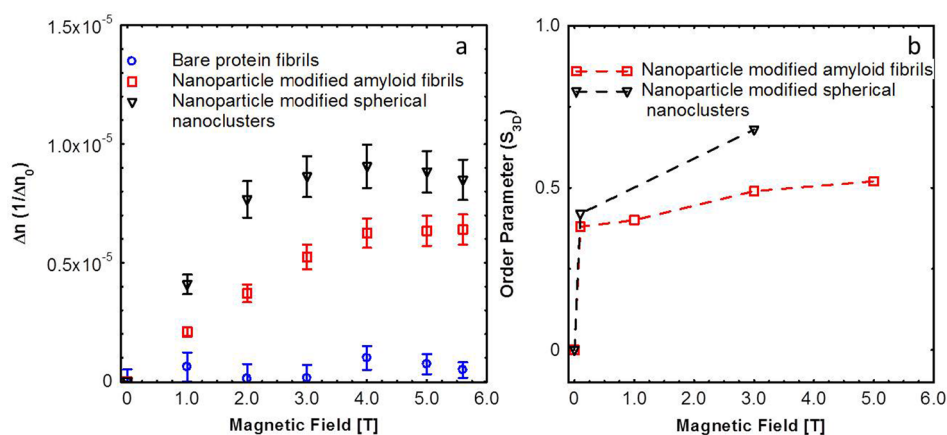 a
Bare protein fibrils
Nanoparticle modified amyloid fibrils
Nanoparticle modified spherical
nanoclusters
1.5x10-5
1.0x10-5
0.5x10-5
0
Δn (1/Δn0)
0 1.0 2.0 3.0 4.0 5.0 6.0
Magnetic Field [T]
b
Nanoparticle modified amyloid fibrils
Nanoparticle modified spherical
nanoclusters
1.0
0.5
0
Order Parameter (S3D)
0 1.0 2.0 3.0 4.0 5.0 6.0
Magnetic Field [T]